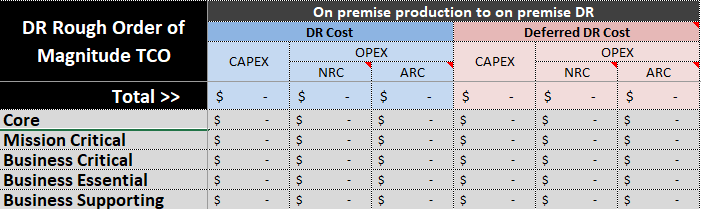 DR Rough Order of Magnitude TCO
On premise production to on premise DR
DR Cost Deferred DR Cost
CAPEX OPEX CAPEX OPEX
NRC ARC NRC ARC
Total >> $ - $ - $ - $ - $ - $ -
Core $ - $ - $ - $ - $ - $ -
Mission Critical $ - $ - $ - $ - $ - $ -
Business Critical $ - $ - $ - $ - $ - $ -
Business Essential $ - $ - $ - $ - $ - $ -
Business Supporting $ - $ - $ - $ - $ - $ -